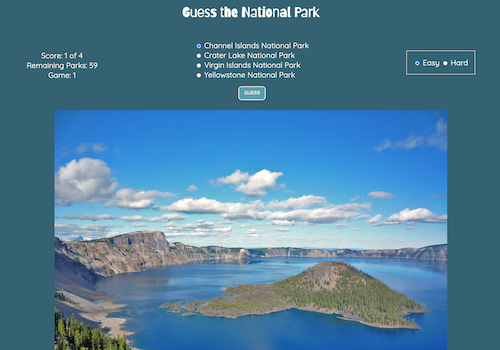 Guess the National Park
Score: 1 of 4
Remaining Parks: 59
Game: 1
Channel Islands National Park
Crater Lake National Park
Virgin Islands National Park
Yellowstone National Park
Easy Hard
GUESS